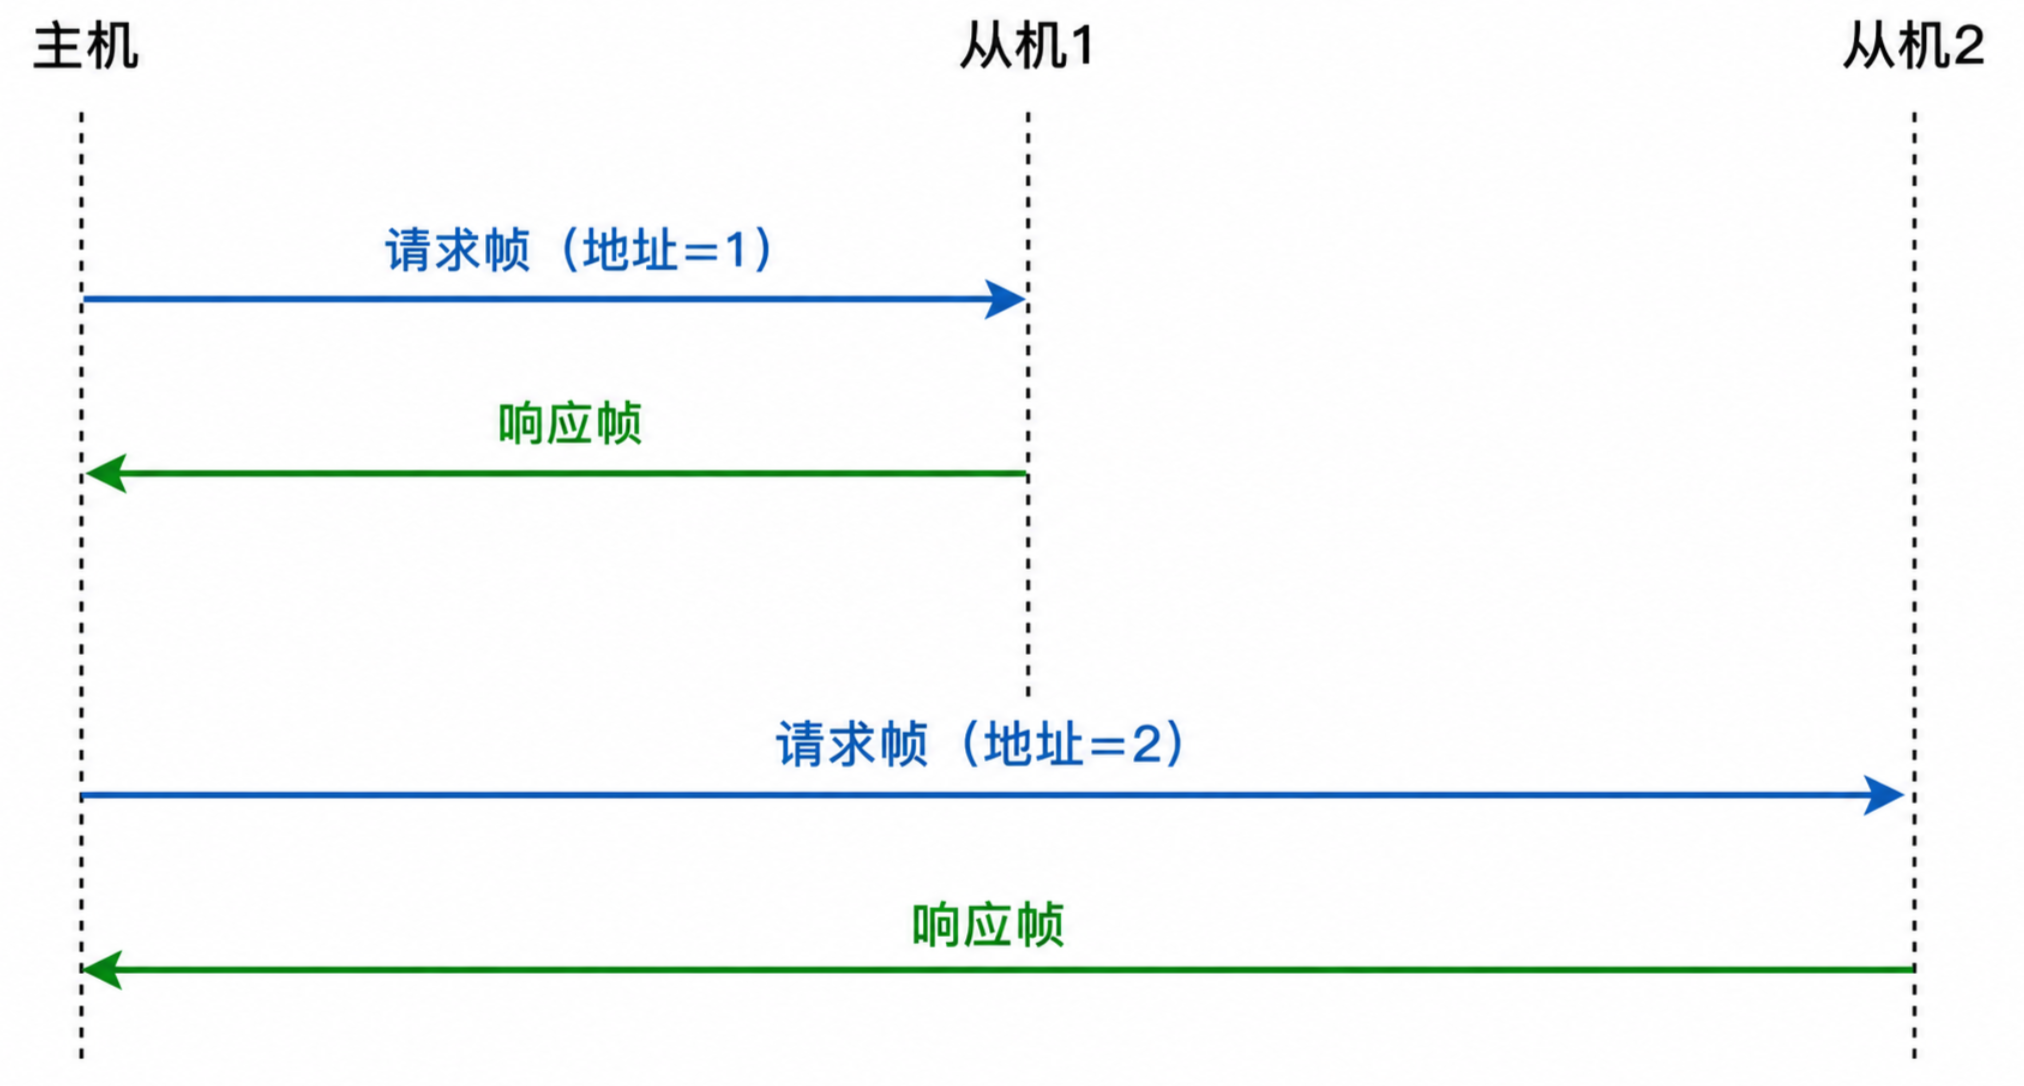 主机 从机1 从机2
请求帧（地址=1）
响应帧
请求帧（地址=2）
响应帧